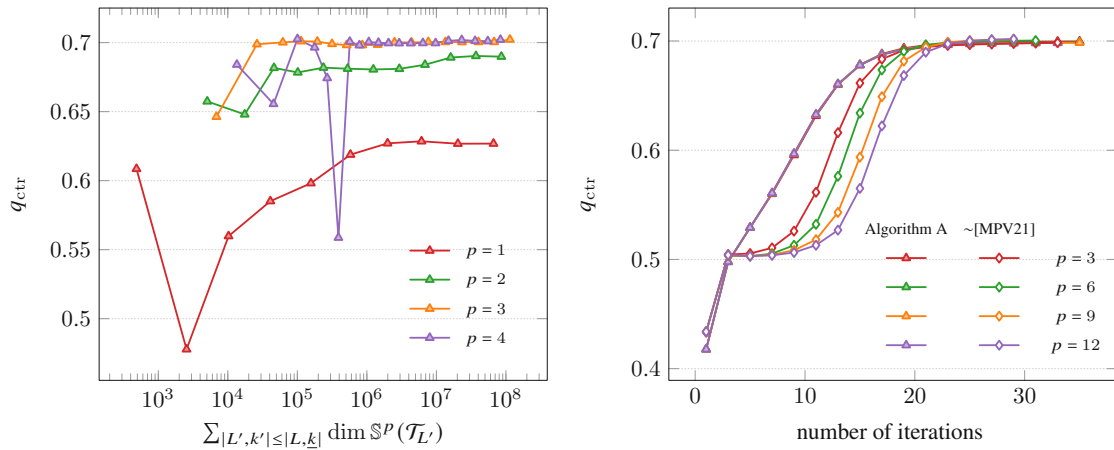 0.7
0.65
0.6
0.55
0.5
q_ctr
p = 1
p = 2
p = 3
p = 4
10^3 10^4 10^5 10^6 10^7 10^8
∑_{|L′,k′|≤|L,k̲|} dim 𝕊^p(𝒯_{L′})
0.7
0.6
0.5
0.4
q_ctr
Algorithm A ~[MPV21]
p = 3
p = 6
p = 9
p = 12
0 10 20 30
number of iterations